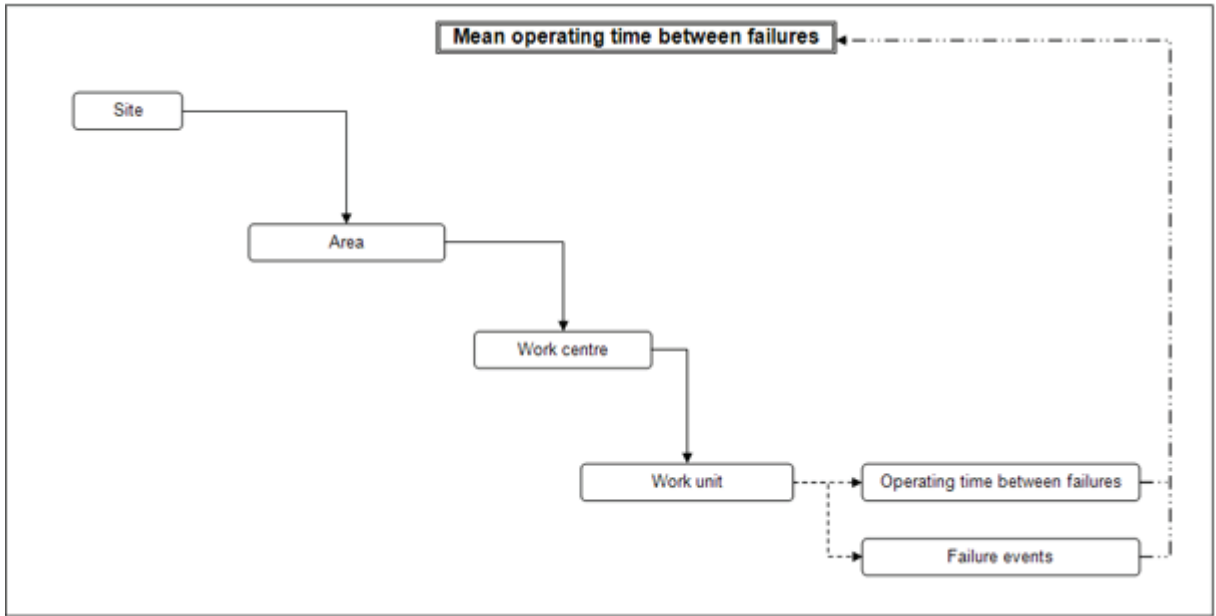 Mean operating time between failures
Site
Area
Work centre
Work unit
Operating time between failures
Failure events